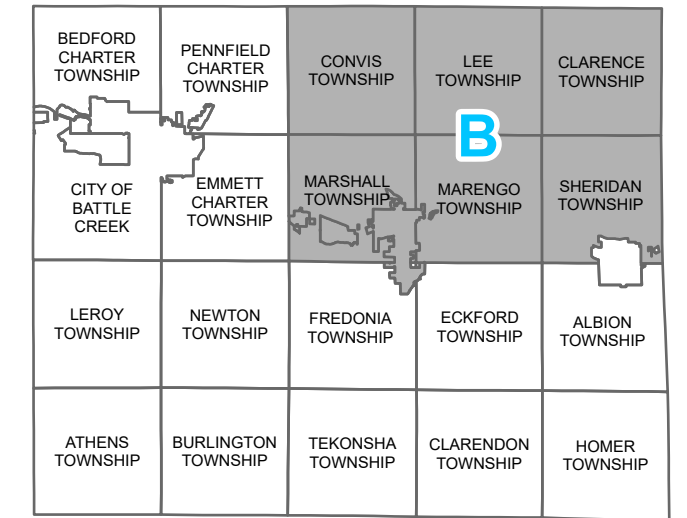 BEDFORD
CHARTER
TOWNSHIP
PENNFIELD
CHARTER
TOWNSHIP
CONVIS
TOWNSHIP
LEE
TOWNSHIP
CLARENCE
TOWNSHIP
B
CITY OF
BATTLE
CREEK
EMMETT
CHARTER
TOWNSHIP
MARSHALL
TOWNSHIP
MARENGO
TOWNSHIP
SHERIDAN
TOWNSHIP
LEROY
TOWNSHIP
NEWTON
TOWNSHIP
FREDONIA
TOWNSHIP
ECKFORD
TOWNSHIP
ALBION
TOWNSHIP
ATHENS
TOWNSHIP
BURLINGTON
TOWNSHIP
TEKONSHA
TOWNSHIP
CLARENDON
TOWNSHIP
HOMER
TOWNSHIP